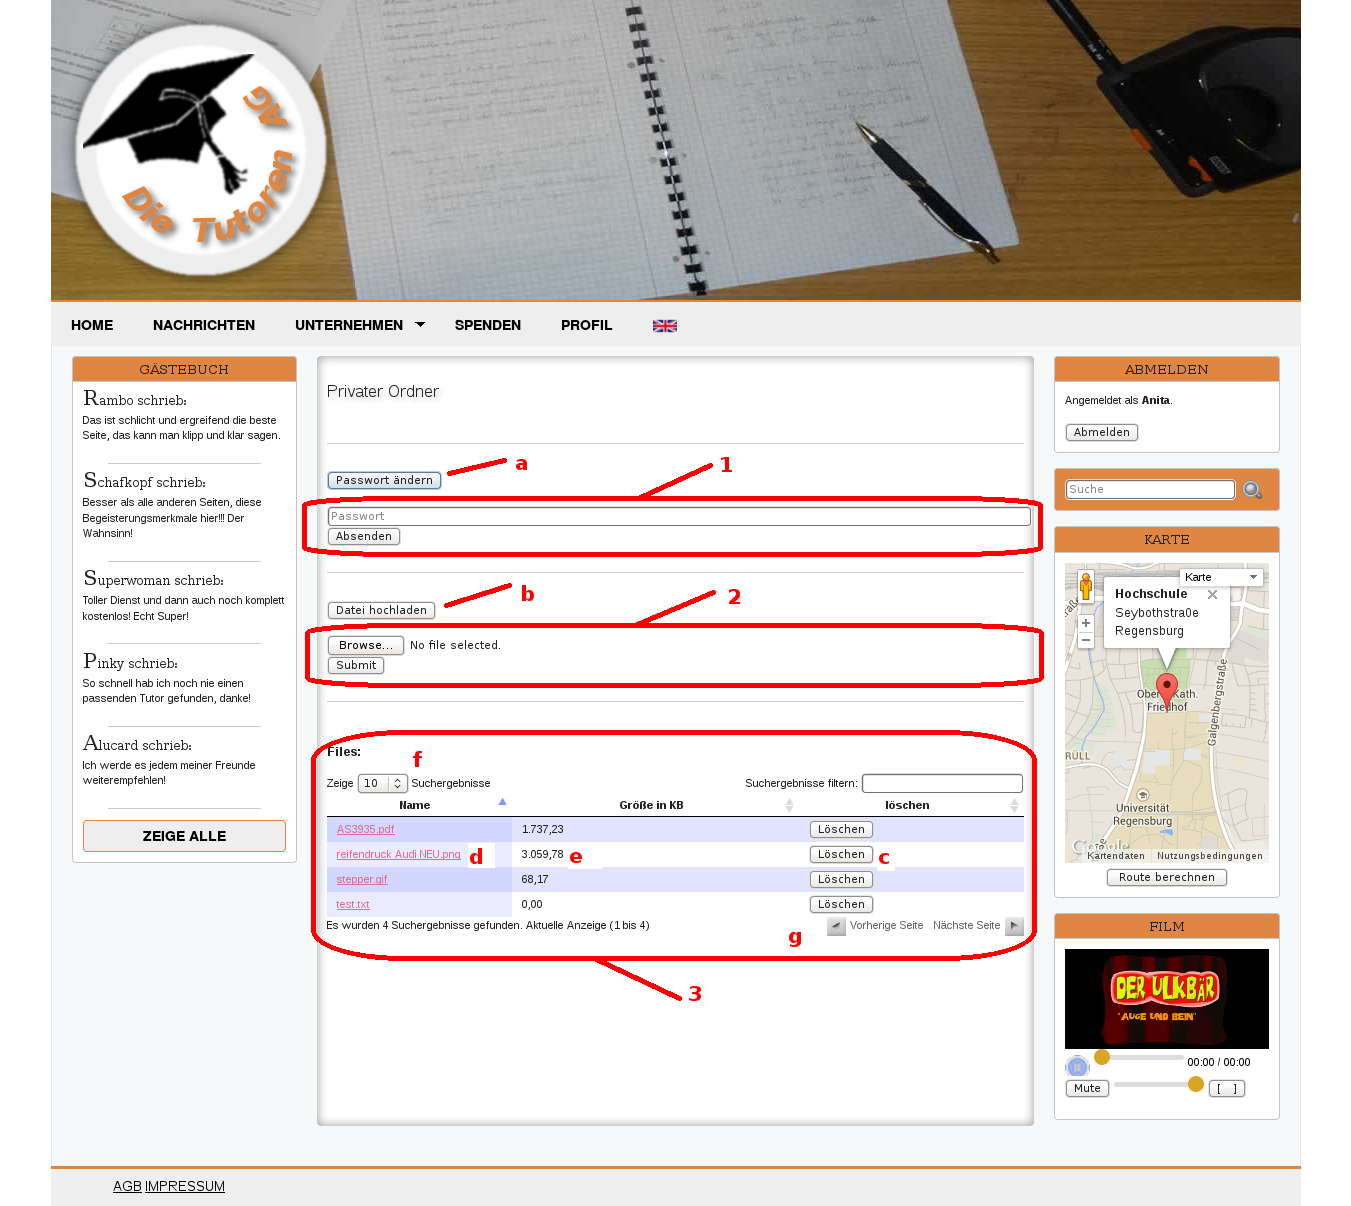 Die Tutoren AG
HOME NACHRICHTEN UNTERNEHMEN SPENDEN PROFIL
GÄSTEBUCH
Rambo schrieb:
Das ist schlicht und ergreifend die beste
Seite, das kann man klipp und klar sagen.
Schafkopf schrieb:
Besser als alle anderen Seiten, diese
Begeisterungsmerkmale hier!!! Der
Wahnsinn!
Superwoman schrieb:
Toller Dienst und dann auch noch komplett
kostenlos! Echt Super!
Pinky schrieb:
So schnell hab ich noch nie einen
passenden Tutor gefunden, danke!
Alucard schrieb:
Ich werde es jedem meiner Freunde
weiterempfehlen!
ZEIGE ALLE
Privater Ordner
Passwort ändern
a
1
Passwort
Absenden
Datei hochladen
b
2
Browse... No file selected.
Submit
Files:
f
Zeige 10 Suchergebnisse Suchergebnisse filtern:
Name Größe in KB löschen
AS3935.pdf 1.737,23 Löschen
reifendruck Audi NEU.png d 3.059,78 e Löschen c
stepper.gif 68,17 Löschen
test.txt 0,00 Löschen
Es wurden 4 Suchergebnisse gefunden. Aktuelle Anzeige (1 bis 4) Vorherige Seite Nächste Seite
g
3
ABMELDEN
Angemeldet als Anita.
Abmelden
Suche
KARTE
Karte
Hochschule
Seybothstra0e
Regensburg
Kath.
Galgenbergstraße
RÜLL
Universität
Regensburg
Google
Kartendaten Nutzungsbedingungen
Route berechnen
FILM
DER ULKBÄR
"AUGE UND BEIN"
00:00 / 00:00
Mute [ ]
AGB IMPRESSUM